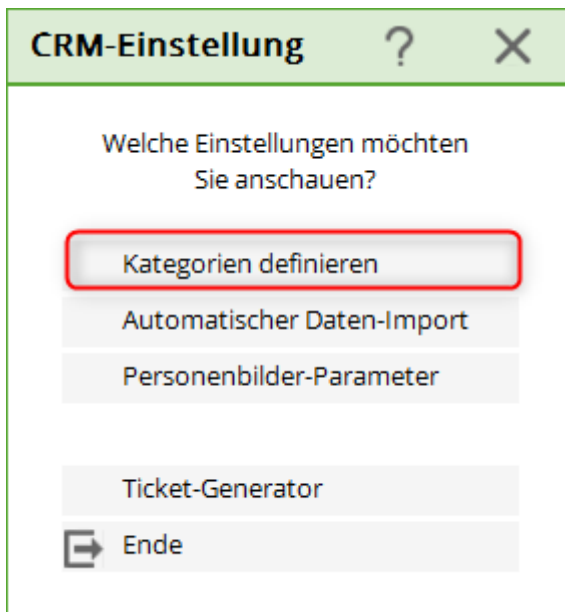 CRM-Einstellung ?
Welche Einstellungen möchten
Sie anschauen?
Kategorien definieren
Automatischer Daten-Import
Personenbilder-Parameter
Ticket-Generator
Ende